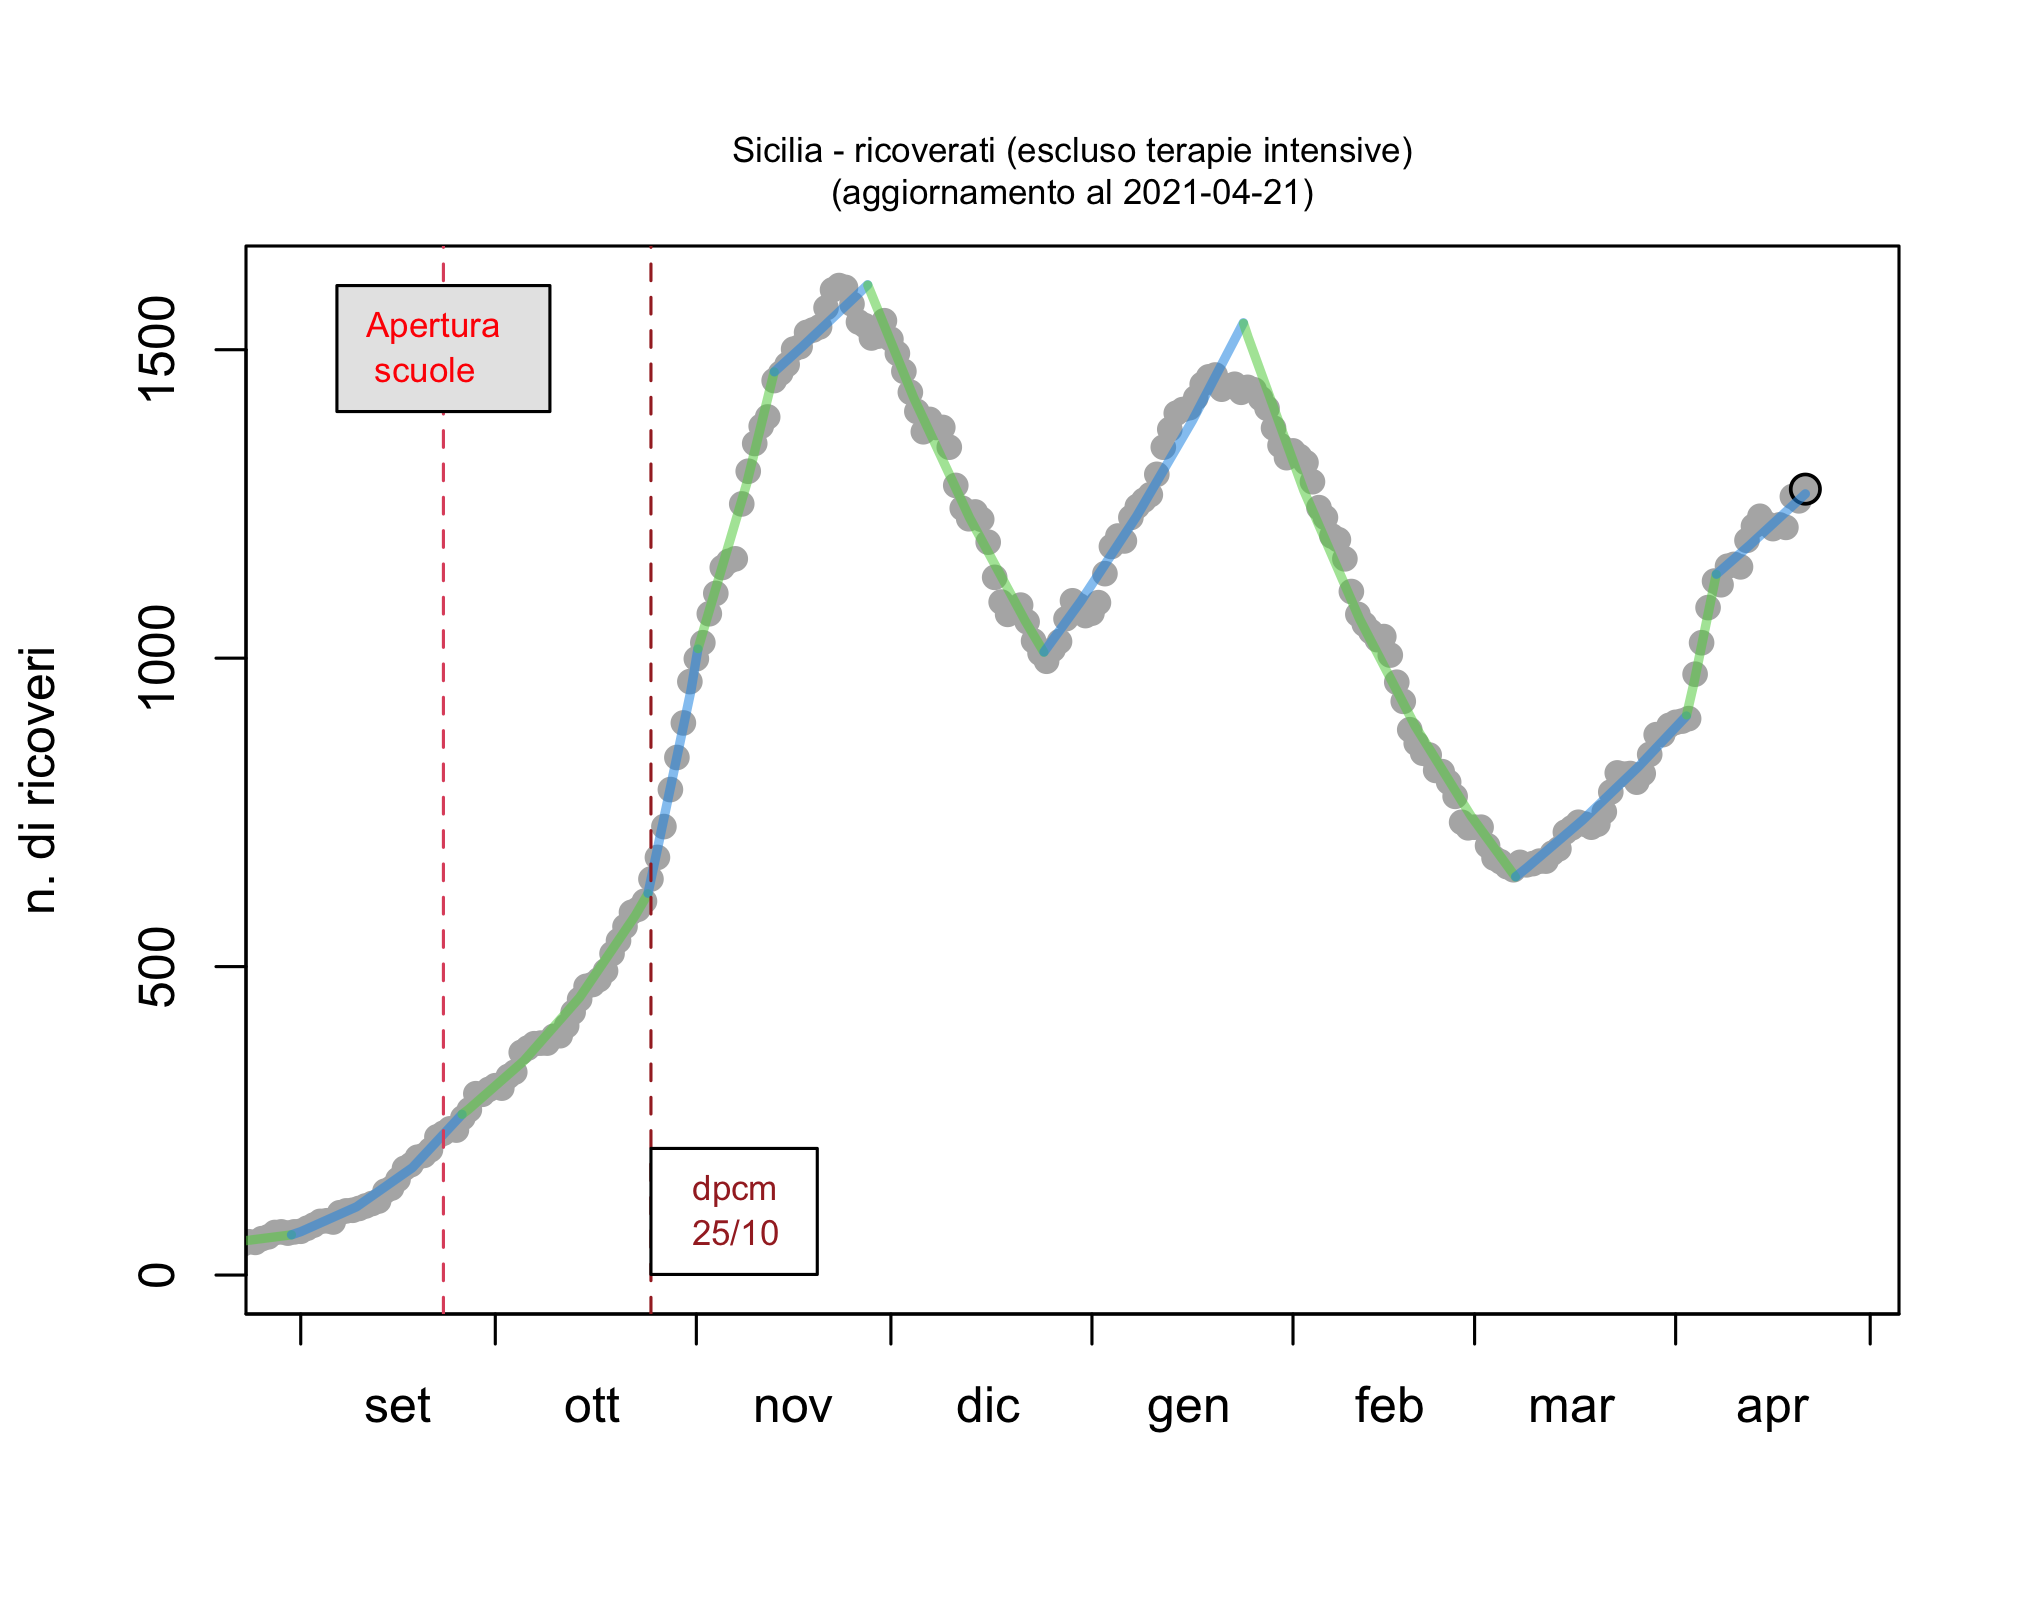 Sicilia - ricoverati (escluso terapie intensive)
(aggiornamento al 2021-04-21)
n. di ricoveri
1500
1000
500
0
Apertura
scuole
dpcm
25/10
set ott nov dic gen feb mar apr